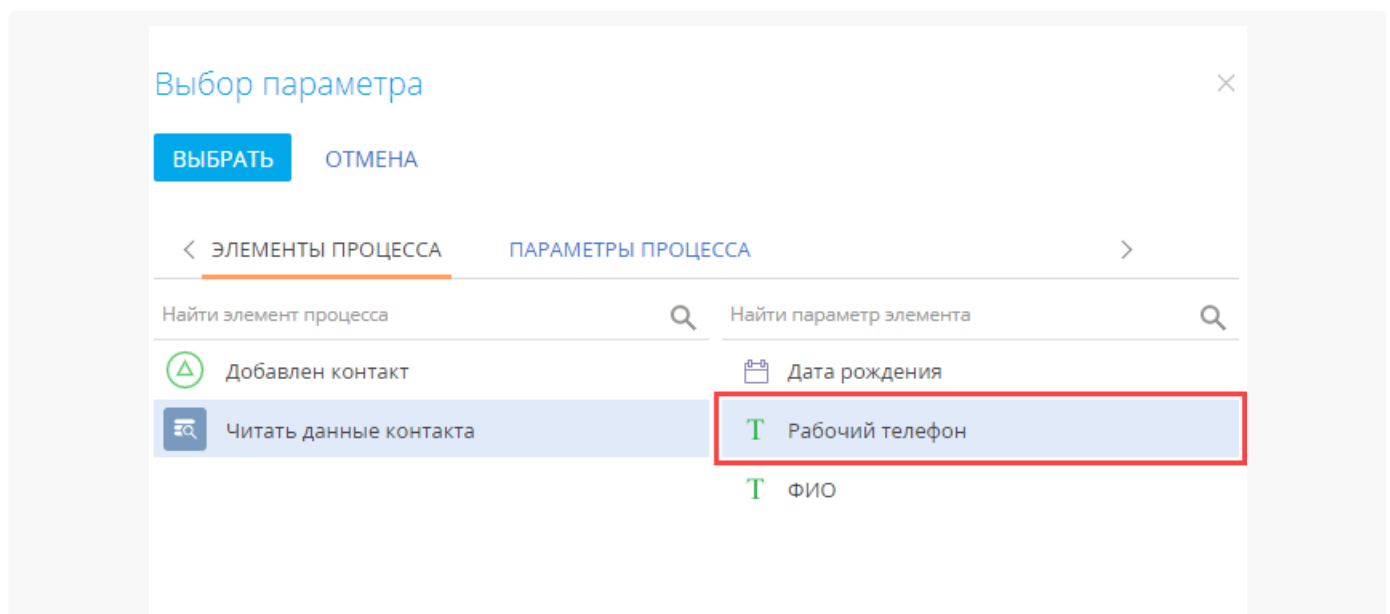 Выбор параметра
ВЫБРАТЬ ОТМЕНА
ЭЛЕМЕНТЫ ПРОЦЕССА ПАРАМЕТРЫ ПРОЦЕССА
Найти элемент процесса Найти параметр элемента
Добавлен контакт Дата рождения
Читать данные контакта T Рабочий телефон
T ФИО